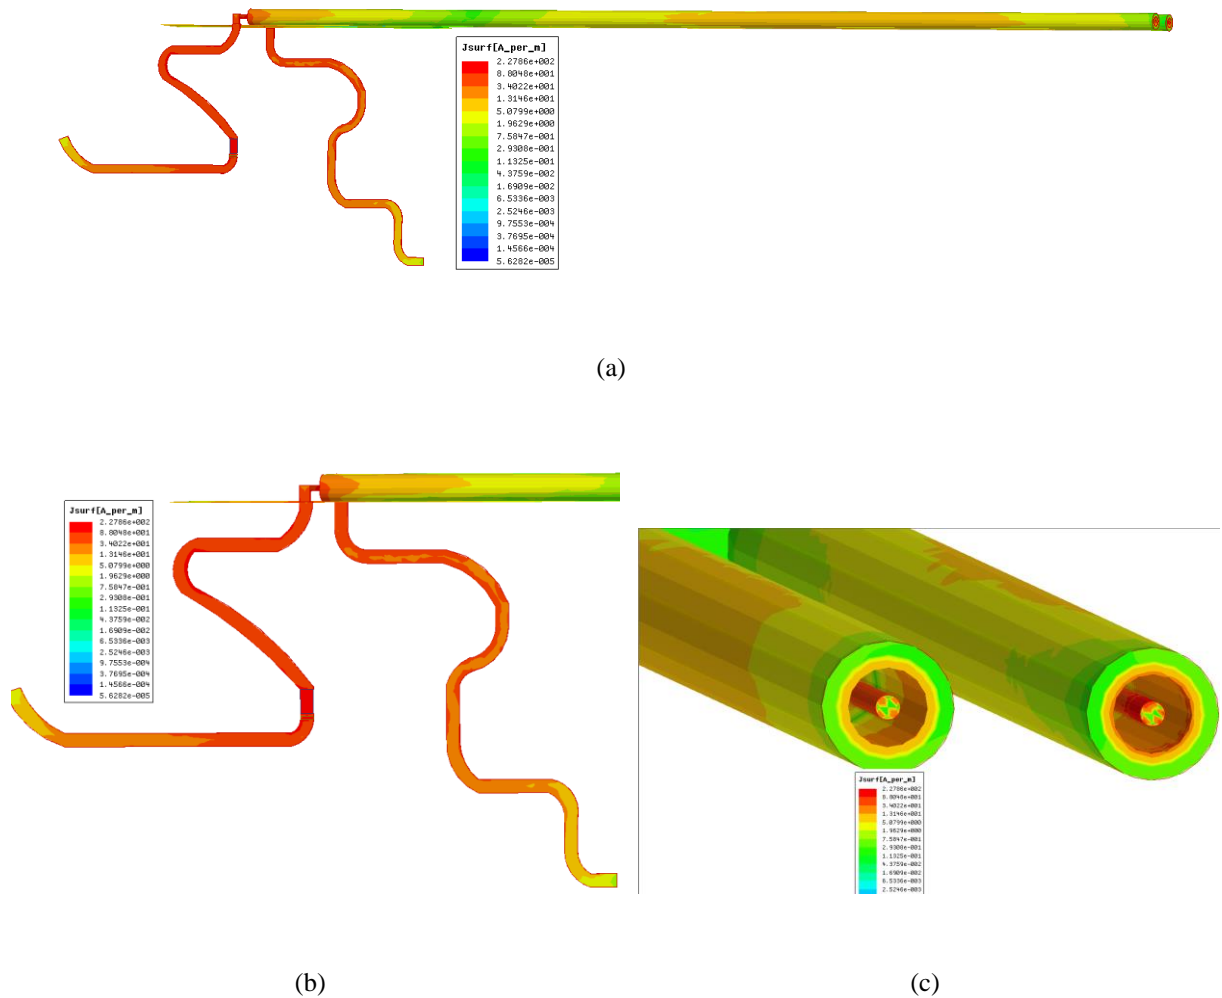 Jsurf[A_per_m]
2.2786e+002
8.8048e+001
3.4022e+001
1.3146e+001
5.0799e+000
1.9629e+000
7.5847e-001
2.9308e-001
1.1325e-001
4.3759e-002
1.6909e-002
6.5336e-003
2.5246e-003
9.7553e-004
3.7695e-004
1.4566e-004
5.6282e-005
(a)
Jsurf[A_per_m]
2.2786e+002
8.8048e+001
3.4022e+001
1.3146e+001
5.0799e+000
1.9629e+000
7.5847e-001
2.9308e-001
1.1325e-001
4.3759e-002
1.6909e-002
6.5336e-003
2.5246e-003
9.7553e-004
3.7695e-004
1.4566e-004
5.6282e-005
Jsurf[A_per_m]
2.2786e+002
8.8048e+001
3.4022e+001
1.3146e+001
5.0799e+000
1.9629e+000
7.5847e-001
2.9308e-001
1.1325e-001
4.3759e-002
1.6909e-002
6.5336e-003
2.5246e-003
(b)
(c)